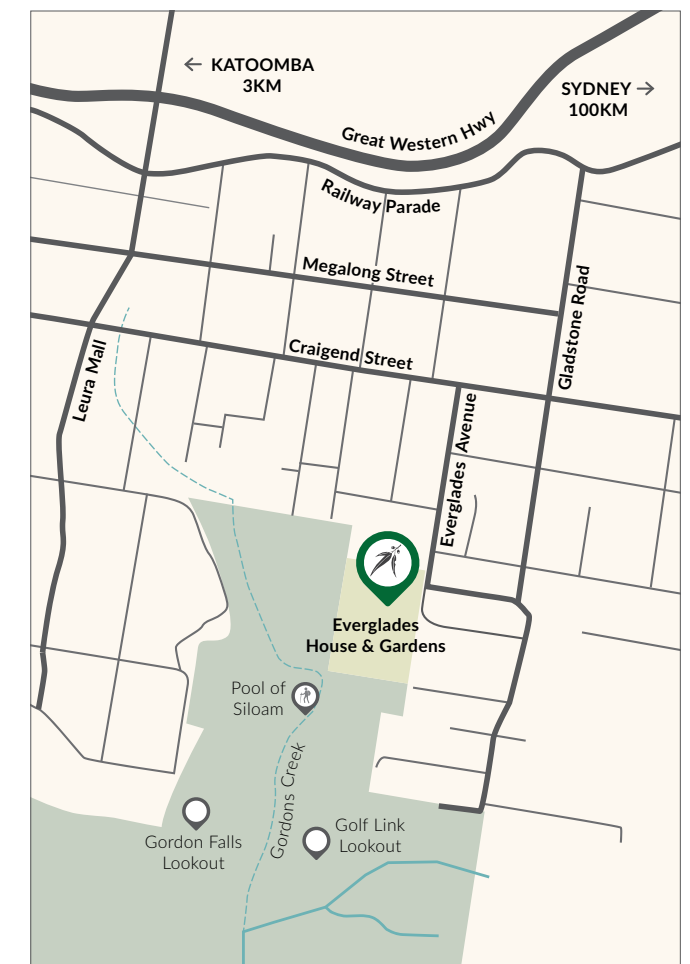 ← KATOOMBA
3KM
SYDNEY →
100KM
Great Western Hwy
Railway Parade
Megalong Street
Gladstone Road
Craigend Street
Leura Mall
Everglades Avenue
Everglades
House & Gardens
Pool of
Siloam
Gordons Creek
Gordon Falls
Lookout
Golf Link
Lookout